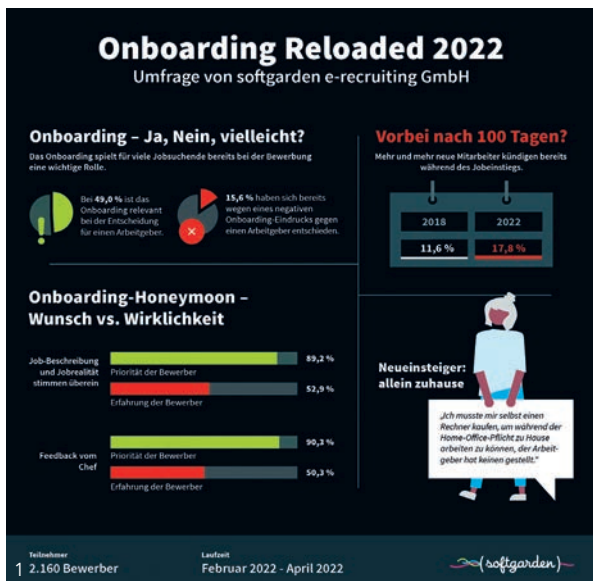 Onboarding Reloaded 2022
Umfrage von softgarden e-recruiting GmbH
Onboarding – Ja, Nein, vielleicht?
Das Onboarding spielt für viele Jobsuchende bereits bei der Bewerbung
eine wichtige Rolle.
Bei 49,0 % ist das
Onboarding relevant
bei der Entscheidung
für einen Arbeitgeber.
15,6 % haben sich bereits
wegen eines negativen
Onboarding-Eindrucks gegen
einen Arbeitgeber entschieden.
Vorbei nach 100 Tagen?
Mehr und mehr neue Mitarbeiter kündigen bereits
während des Jobeinstiegs.
2018
2022
11,6 %
17,8 %
Onboarding-Honeymoon –
Wunsch vs. Wirklichkeit
Job-Beschreibung
und Jobrealität
stimmen überein
89,2 %
Priorität der Bewerber
52,9 %
Erfahrung der Bewerber
Feedback vom
Chef
90,3 %
Priorität der Bewerber
50,3 %
Erfahrung der Bewerber
Neueinsteiger:
allein zuhause
„Ich musste mir selbst einen
Rechner kaufen, um während der
Home-Office-Pflicht zu Hause
arbeiten zu können, der Arbeit-
geber hat keinen gestellt."
Teilnehmer
2.160 Bewerber
Laufzeit
Februar 2022 - April 2022
softgarden
1